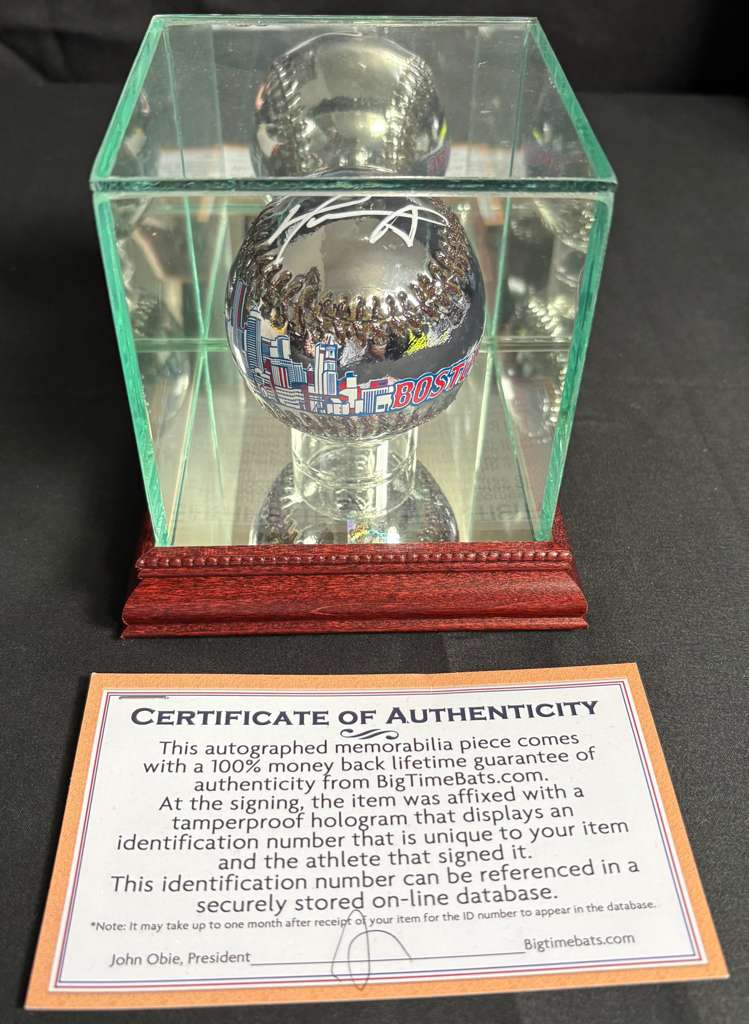 BOST
CERTIFICATE OF AUTHENTICITY
This autographed memorabilia piece comes
with a 100% money back lifetime guarantee of
authenticity from BigTimeBats.com.
At the signing, the item was affixed with a
tamperproof hologram that displays an
identification number that is unique to your item
and the athlete that signed it.
This identification number can be referenced in a
securely stored on-line database.
*Note: It may take up to one month after receipt of your item for the ID number to appear in the database.
John Obie, President Bigtimebats.com